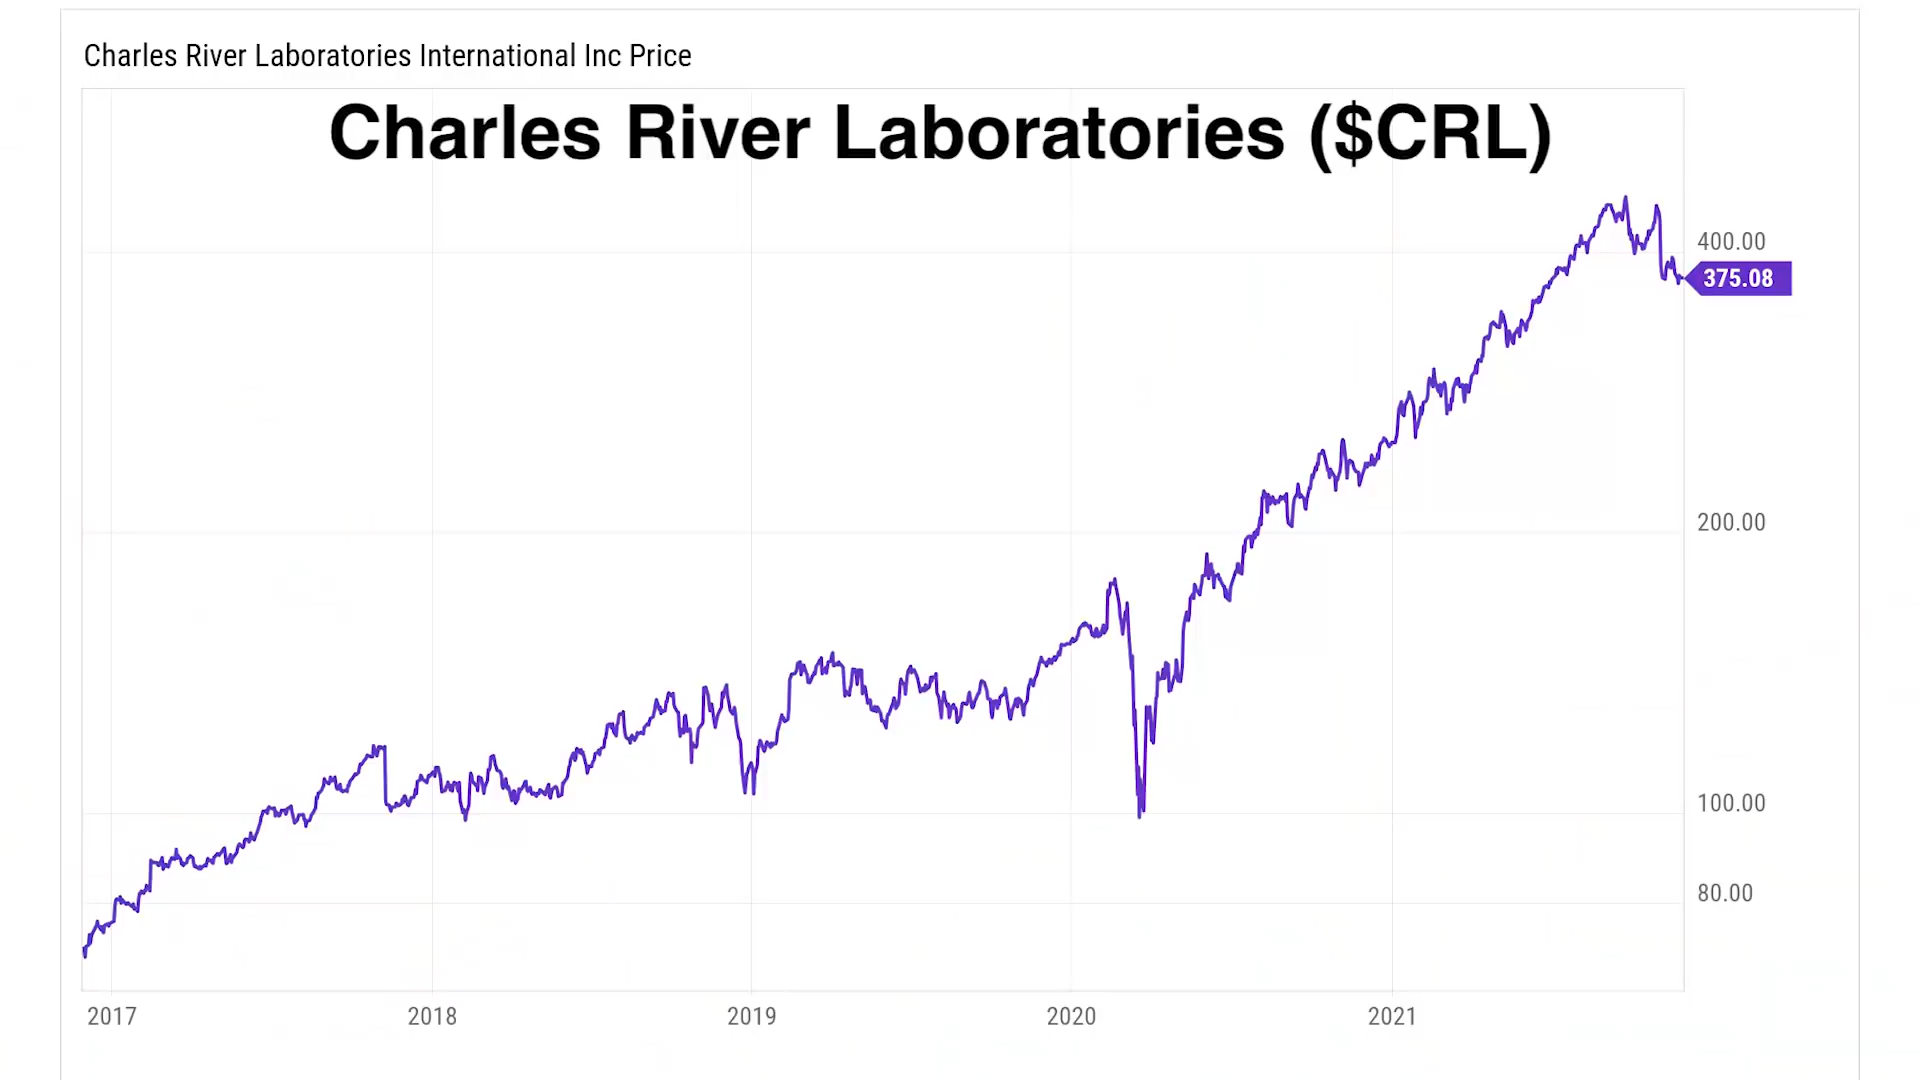 Charles River Laboratories International Inc Price
Charles River Laboratories ($CRL)
400.00
375.08
200.00
100.00
80.00
2017 2018 2019 2020 2021